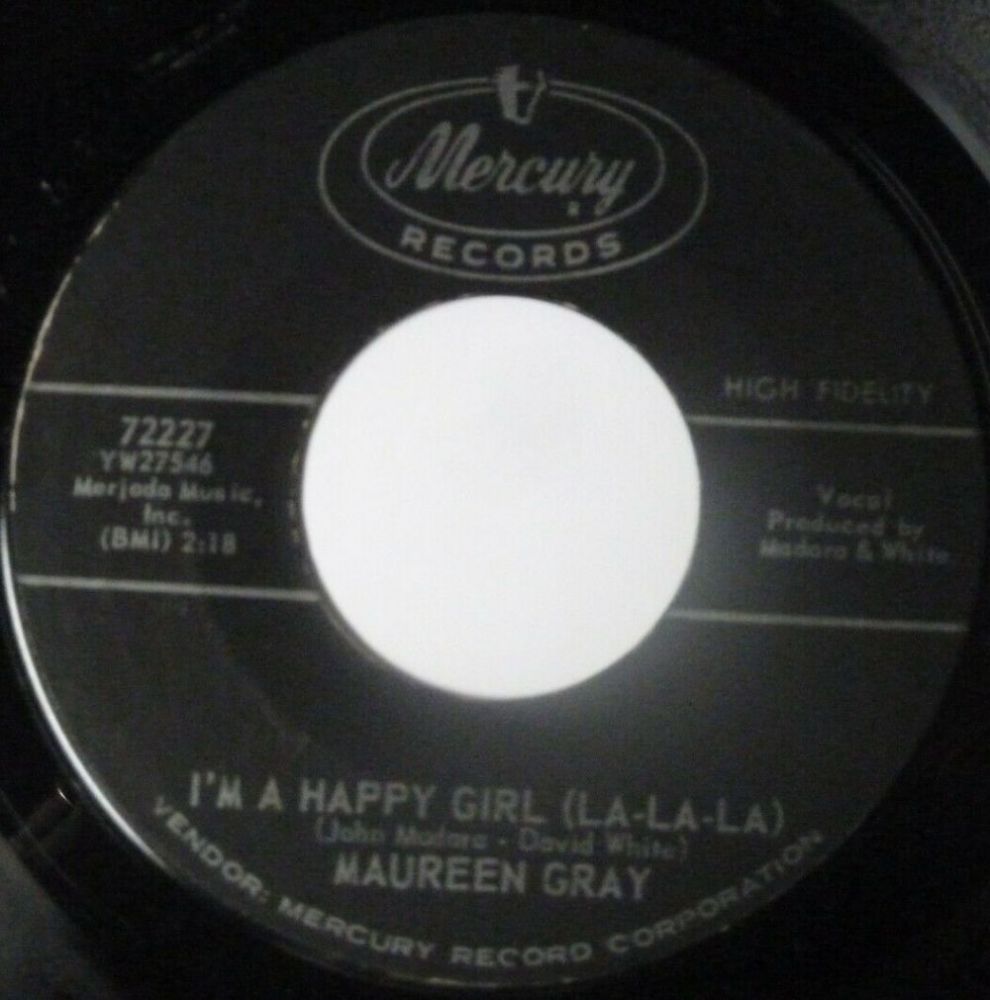 Mercury
RECORDS
HIGH FIDELITY
72227
YW27546
Merjoda Music,
Inc.
(BMI) 2:18
Vocal
Produced by
Madara & White
I'M A HAPPY GIRL (LA-LA-LA)
(John Madara - David White)
MAUREEN GRAY
VENDOR: MERCURY RECORD CORPORATION